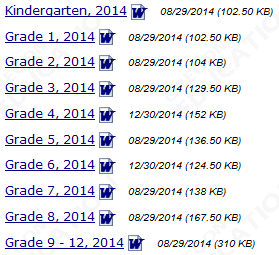 Kindergarten, 2014 08/29/2014 (102.50 KB)
Grade 1, 2014 08/29/2014 (102.50 KB)
Grade 2, 2014 08/29/2014 (104 KB)
Grade 3, 2014 08/29/2014 (129.50 KB)
Grade 4, 2014 12/30/2014 (152 KB)
Grade 5, 2014 08/29/2014 (136.50 KB)
Grade 6, 2014 12/30/2014 (124.50 KB)
Grade 7, 2014 08/29/2014 (138 KB)
Grade 8, 2014 08/29/2014 (167.50 KB)
Grade 9 - 12, 2014 08/29/2014 (310 KB)